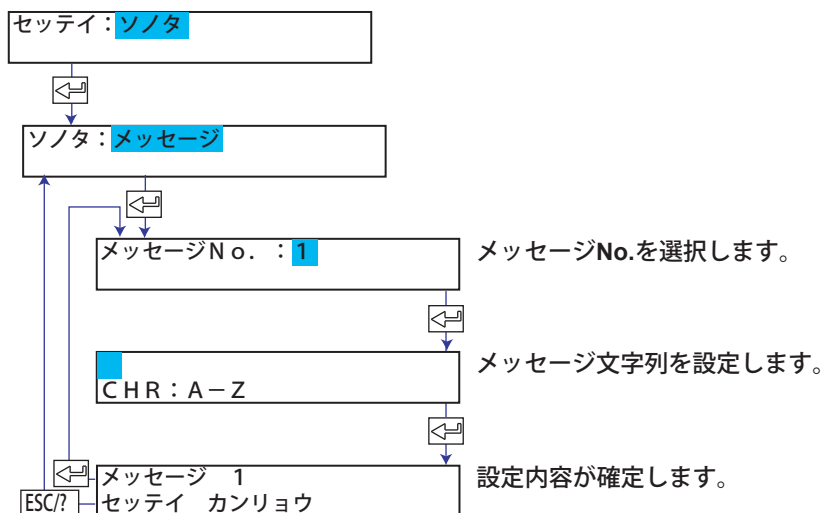 セッテイ：ソノタ
ソノタ：メッセージ
メッセージＮｏ．：１
メッセージNo.を選択します。
ＣＨＲ：Ａ－Ｚ
メッセージ文字列を設定します。
メッセージ　１
セッテイ　カンリョウ
設定内容が確定します。
ESC/?